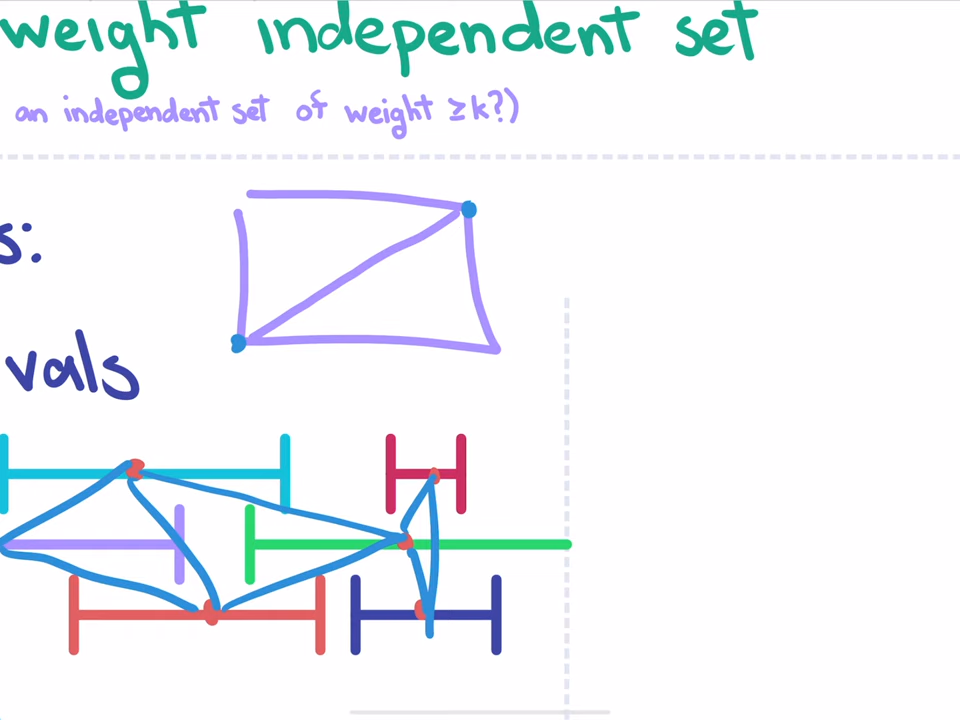 weight independent set
an independent set of weight ≥k?)
s:
vals